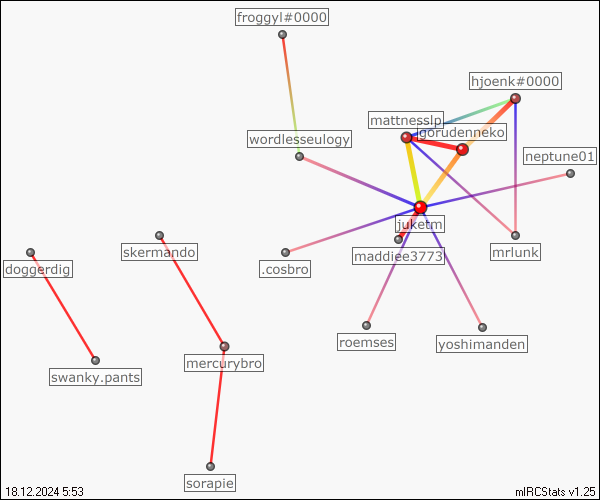 froggyl#0000
hjoenk#0000
mattnesslp
gorudenneko
wordlesseulogy
neptune01
juketm
skermando
maddiee3773
mrlunk
doggerdig
.cosbro
roemses
yoshimanden
mercurybro
swanky.pants
sorapie
18.12.2024 5:53
mIRCStats v1.25